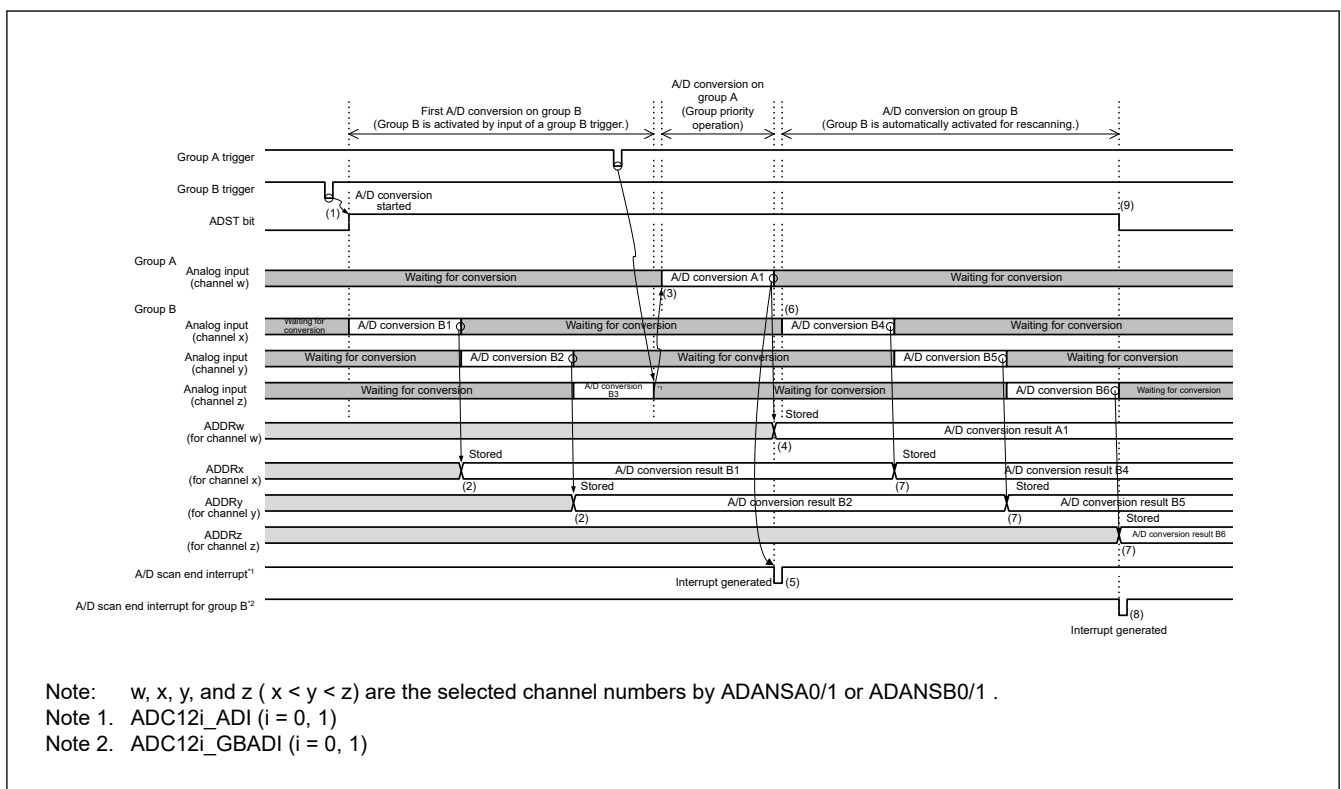 A/D conversion on
group A
(Group priority
operation)
First A/D conversion on group B
(Group B is activated by input of a group B trigger.)
A/D conversion on group B
(Group B is automatically activated for rescanning.)
Group A trigger
Group B trigger
(1)
A/D conversion
started
ADST bit
(9)
Group A
Analog input
(channel w)
Waiting for conversion
A/D conversion A1
Waiting for conversion
(3)
Group B
(6)
Analog input
(channel x)
Waiting for
conversion
A/D conversion B1
Waiting for conversion
A/D conversion B4
Waiting for conversion
Analog input
(channel y)
Waiting for conversion
A/D conversion B2
Waiting for conversion
A/D conversion B5
Waiting for conversion
Analog input
(channel z)
Waiting for conversion
A/D conversion
B3
*1
Waiting for conversion
A/D conversion B6
Waiting for conversion
ADDRw
(for channel w)
Stored
A/D conversion result A1
(4)
ADDRx
(for channel x)
Stored
A/D conversion result B1
Stored
A/D conversion result B4
(2)
(7)
ADDRy
(for channel y)
Stored
A/D conversion result B2
Stored
A/D conversion result B5
(2)
(7)
ADDRz
(for channel z)
Stored
A/D conversion result B6
(7)
A/D scan end interrupt*1
Interrupt generated
(5)
A/D scan end interrupt for group B*2
(8)
Interrupt generated
Note: w, x, y, and z ( x < y < z) are the selected channel numbers by ADANSA0/1 or ADANSB0/1 .
Note 1. ADC12i_ADI (i = 0, 1)
Note 2. ADC12i_GBADI (i = 0, 1)